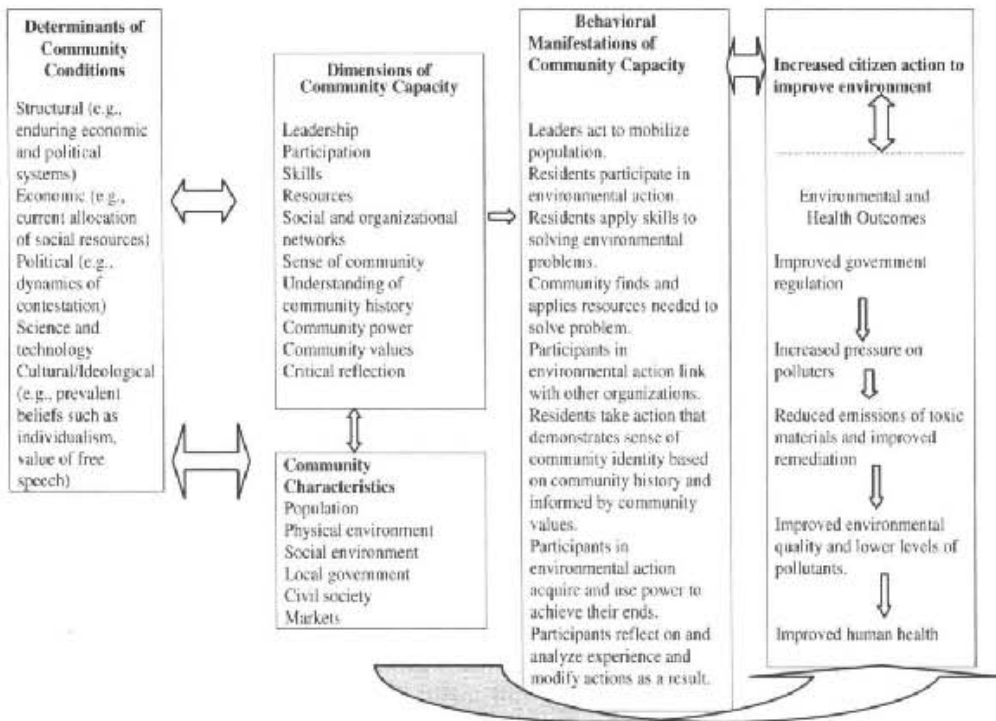 Determinants of
Community
Conditions
Structural (e.g.,
enduring economic
and political
systems)
Economic (e.g.,
current allocation
of social resources)
Political (e.g.,
dynamics of
contestation)
Science and
technology
Cultural/Ideological
(e.g., prevalent
beliefs such as
individualism,
value of free
speech)
Dimensions of
Community Capacity
Leadership
Participation
Skills
Resources
Social and organizational
networks
Sense of community
Understanding of
community history
Community power
Community values
Critical reflection
Community
Characteristics
Population
Physical environment
Social environment
Local government
Civil society
Markets
Behavioral
Manifestations of
Community Capacity
Leaders act to mobilize
population.
Residents participate in
environmental action.
Residents apply skills to
solving environmental
problems.
Community finds and
applies resources needed to
solve problem.
Participants in
environmental action link
with other organizations.
Residents take action that
demonstrates sense of
community identity based
on community history and
informed by community
values.
Participants in
environmental action
acquire and use power to
achieve their ends.
Participants reflect on and
analyze experience and
modify actions as a result.
Increased citizen action to
improve environment
Environmental and
Health Outcomes
Improved government
regulation
Increased pressure on
polluters
Reduced emissions of toxic
materials and improved
remediation
Improved environmental
quality and lower levels of
pollutants.
Improved human health